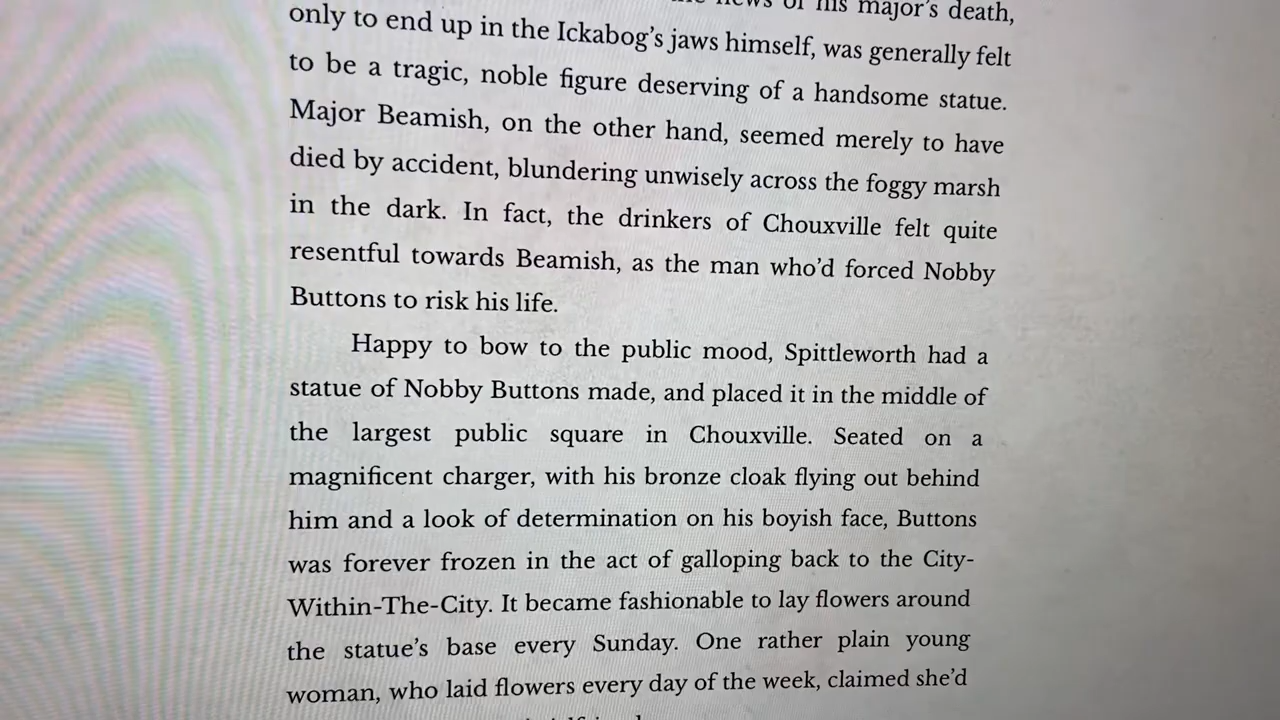 his major's death,
only to end up in the Ickabog's jaws himself, was generally felt
to be a tragic, noble figure deserving of a handsome statue.
Major Beamish, on the other hand, seemed merely to have
died by accident, blundering unwisely across the foggy marsh
in the dark. In fact, the drinkers of Chouxville felt quite
resentful towards Beamish, as the man who'd forced Nobby
Buttons to risk his life.
Happy to bow to the public mood, Spittleworth had a
statue of Nobby Buttons made, and placed it in the middle of
the largest public square in Chouxville. Seated on a
magnificent charger, with his bronze cloak flying out behind
him and a look of determination on his boyish face, Buttons
was forever frozen in the act of galloping back to the City-
Within-The-City. It became fashionable to lay flowers around
the statue's base every Sunday. One rather plain young
woman, who laid flowers every day of the week, claimed she'd